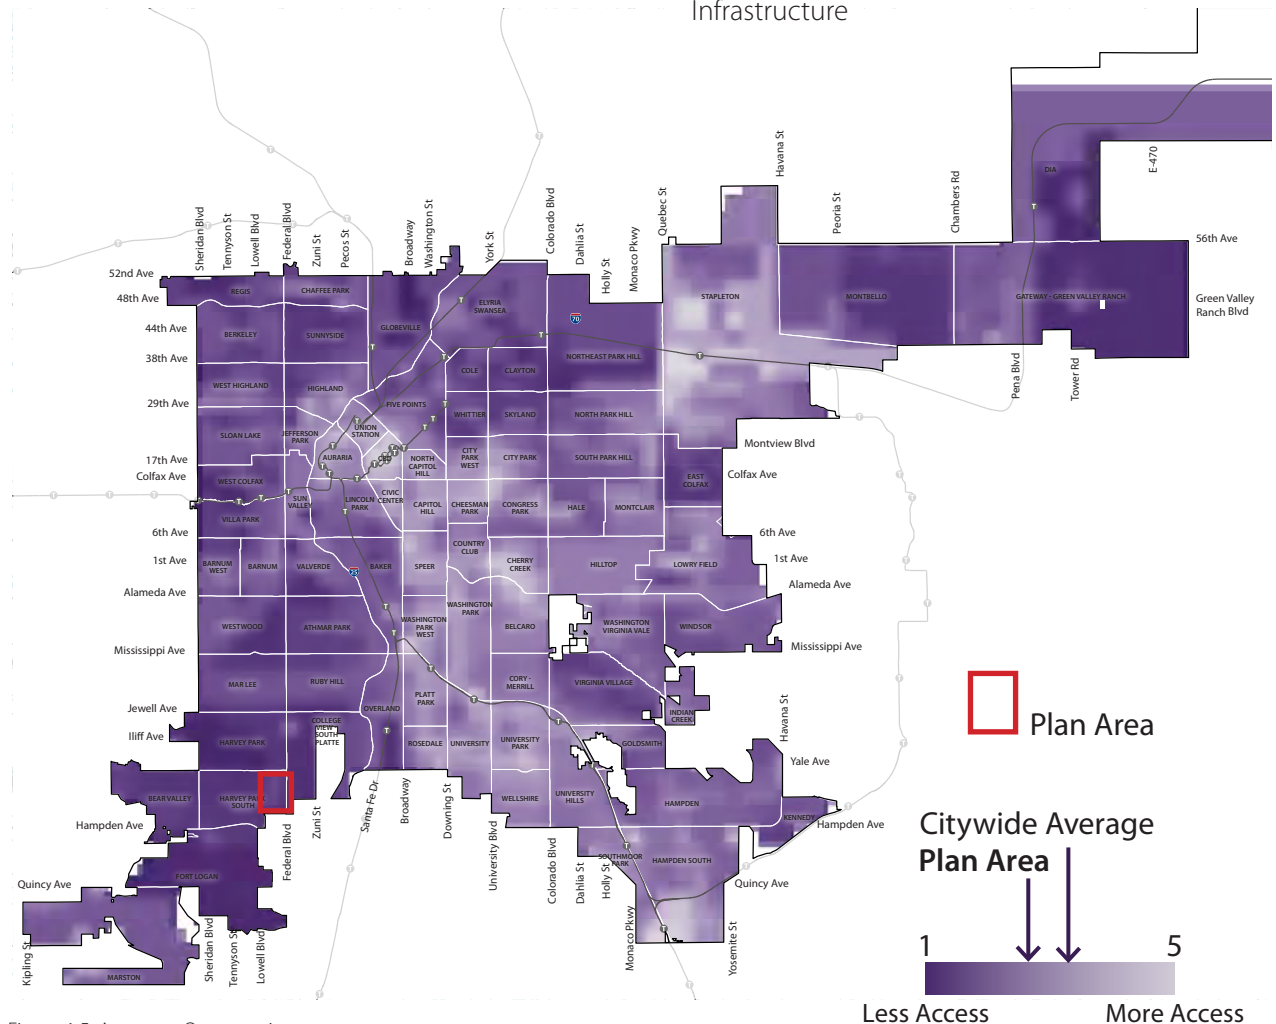 Infrastructure
Sheridan Blvd
Tennyson St
Lowell Blvd
Federal Blvd
Zuni St
Pecos St
Broadway
Washington St
York St
Colorado Blvd
Dahlia St
Holly St
Monaco Pkwy
Quebec St
Havana St
Peoria St
Chambers Rd
E-470
56th Ave
52nd Ave
48th Ave
44th Ave
38th Ave
29th Ave
17th Ave
Colfax Ave
6th Ave
1st Ave
Alameda Ave
Mississippi Ave
Jewell Ave
Iliff Ave
Hampden Ave
Quincy Ave
Green Valley
Ranch Blvd
Pena Blvd
Tower Rd
Montview Blvd
Colfax Ave
6th Ave
1st Ave
Alameda Ave
Mississippi Ave
Havana St
Yale Ave
Hampden Ave
Quincy Ave
DIA
REGIS
CHAFFEE PARK
ELYRIA
SWANSEA
STAPLETON
MONTBELLO
GATEWAY - GREEN VALLEY RANCH
70
BERKELEY
SUNNYSIDE
GLOBEVILLE
NORTHEAST PARK HILL
COLE
CLAYTON
WEST HIGHLAND
HIGHLAND
FIVE POINTS
WHITTIER
SKYLAND
NORTH PARK HILL
SLOAN LAKE
JEFFERSON
PARK
UNION
STATION
AURARIA
CBD
NORTH
CAPITOL
HILL
CITY
PARK
WEST
CITY PARK
SOUTH PARK HILL
EAST
COLFAX
WEST COLFAX
SUN
VALLEY
LINCOLN
PARK
CIVIC
CENTER
CAPITOL
HILL
CHEESMAN
PARK
CONGRESS
PARK
HALE
MONTCLAIR
VILLA PARK
COUNTRY
CLUB
BARNUM
WEST
BARNUM
VALVERDE
25
BAKER
SPEER
CHERRY
CREEK
HILLTOP
LOWRY FIELD
WESTWOOD
ATHMAR PARK
WASHINGTON
PARK
WEST
WASHINGTON
PARK
BELCARO
WASHINGTON
VIRGINIA VALE
WINDSOR
MAR LEE
RUBY HILL
PLATT
PARK
CORY -
MERRILL
VIRGINIA VILLAGE
OVERLAND
INDIAN
CREEK
COLLEGE
VIEW
SOUTH
PLATTE
HARVEY PARK
ROSEDALE
UNIVERSITY
UNIVERSITY
PARK
GOLDSMITH
BEAR VALLEY
HARVEY PARK
SOUTH
WELLSHIRE
UNIVERSITY
HILLS
HAMPDEN
KENNEDY
FORT LOGAN
SOUTHMOOR
PARK
HAMPDEN SOUTH
MARSTON
Kipling St
Sheridan Blvd
Tennyson St
Lowell Blvd
Federal Blvd
Zuni St
Santa Fe Dr
Broadway
Downing St
University Blvd
Colorado Blvd
Dahlia St
Holly St
Monaco Pkwy
Yosemite St
Plan Area
Citywide Average
Plan Area
1
5
Less Access
More Access